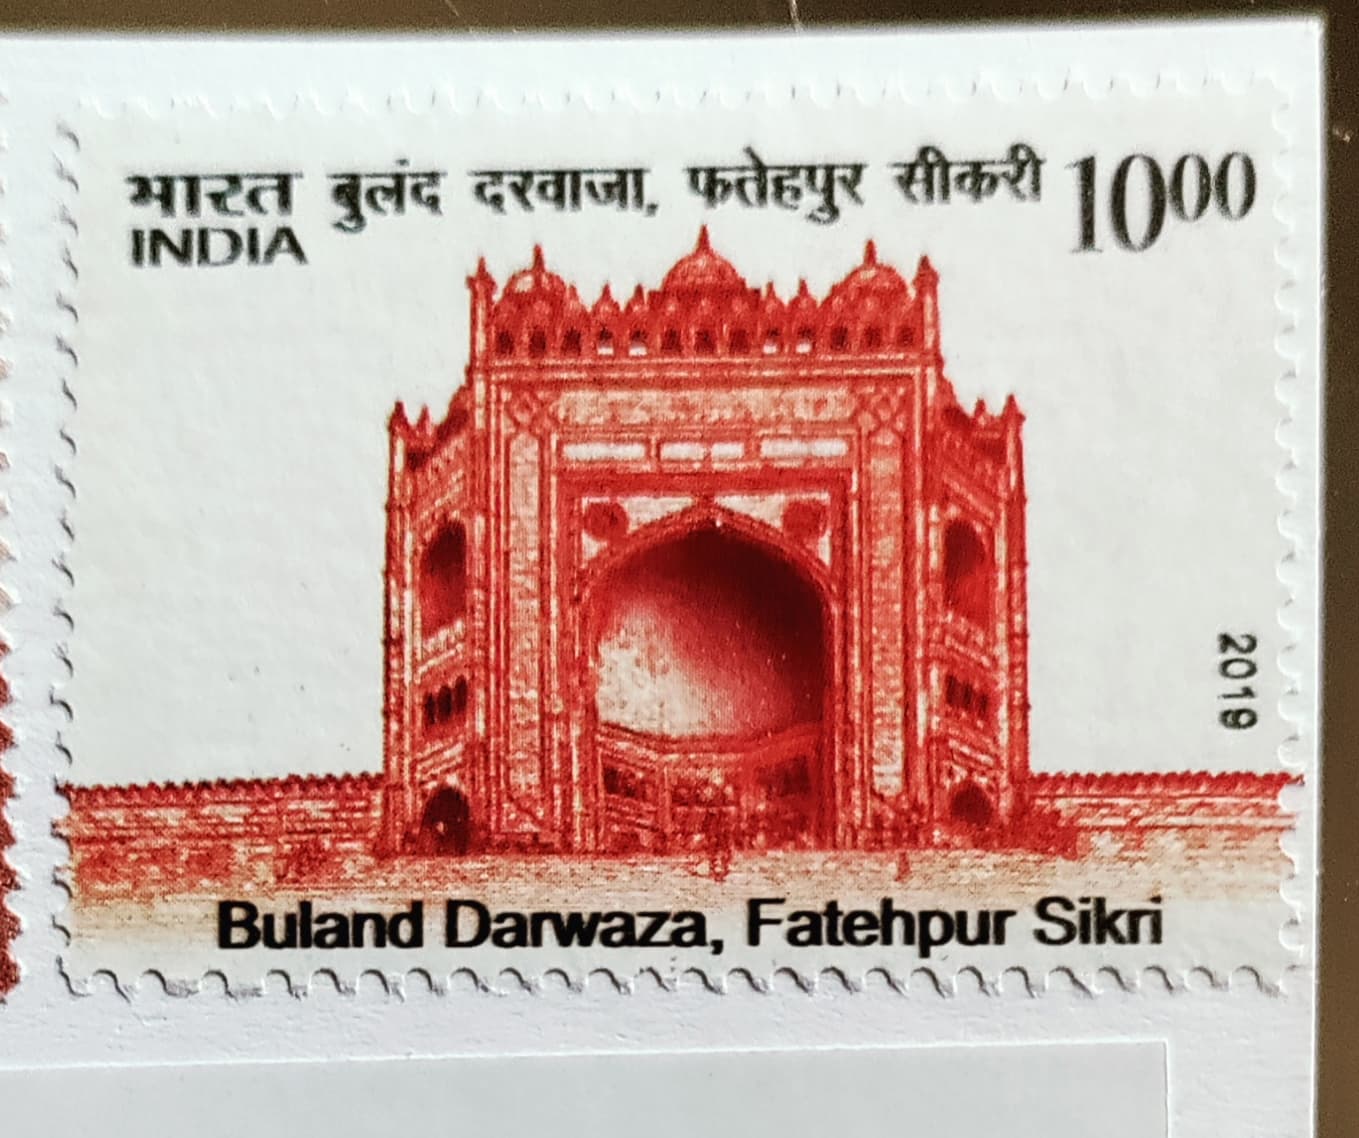 भारत बुलंद दरवाजा, फतेहपुर सीकरी 1000
INDIA
2019
Buland Darwaza, Fatehpur Sikri